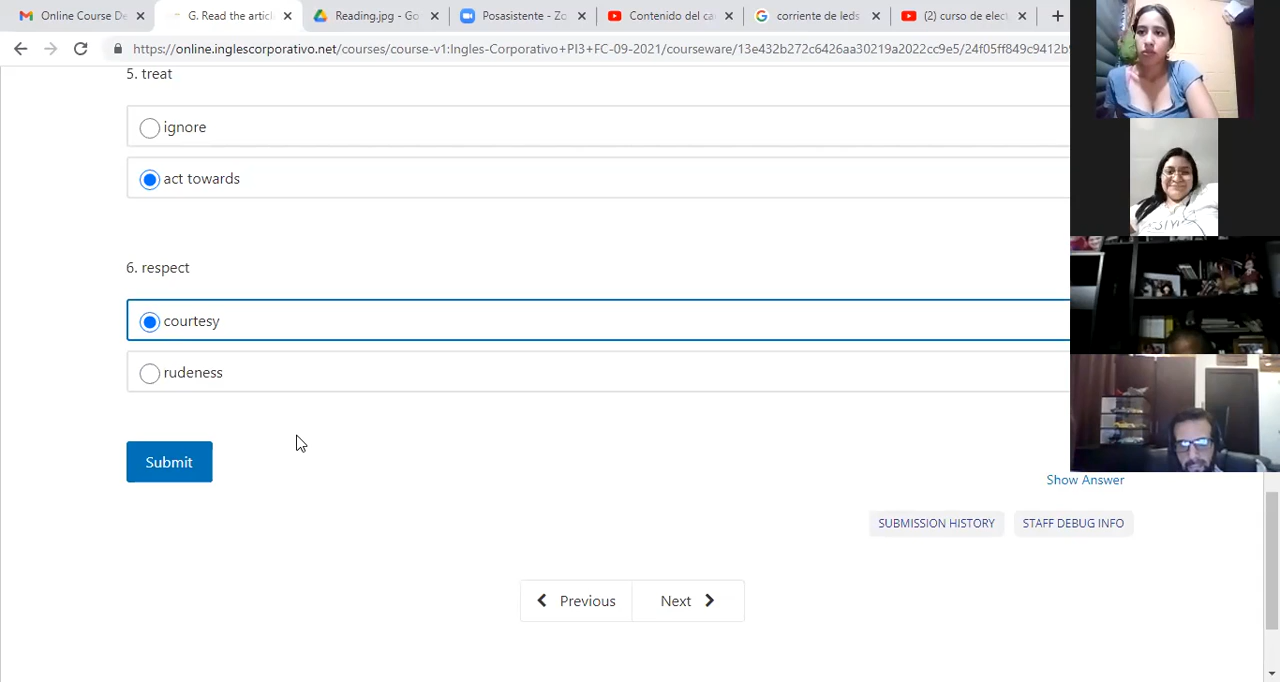 Online Course De
G. Read the articl
Reading.jpg - Go
Posasistente - Zo
Contenido del ca
corriente de leds
(2) curso de elect
https://online.inglescorporativo.net/courses/course-v1:Ingles-Corporativo+PI3+FC-09-2021/courseware/13e432b272c6426aa30219a2022cc9e5/24f05ff849c9412b
5. treat
ignore
act towards
6. respect
courtesy
rudeness
Submit
Show Answer
SUBMISSION HISTORY
STAFF DEBUG INFO
Previous
Next